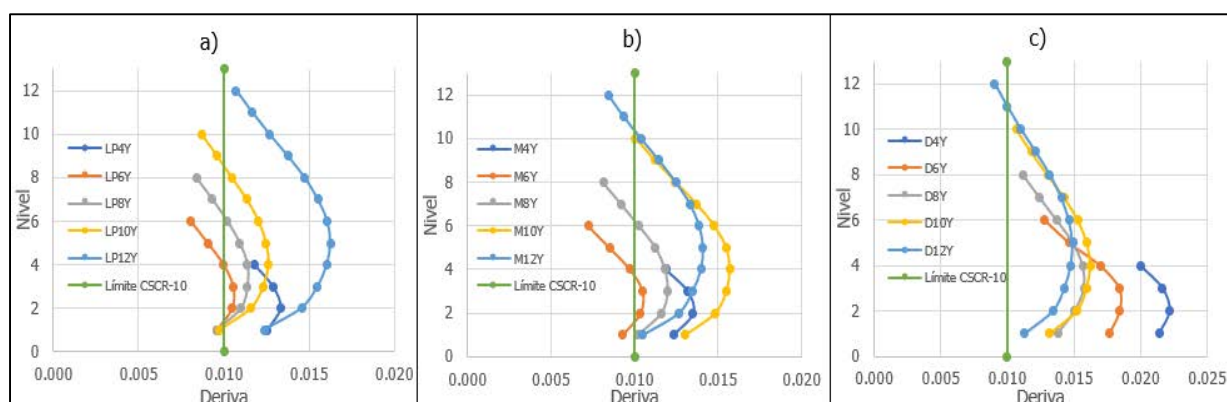 a)
Nivel
12
10
8
6
4
2
0
LP4Y
LP6Y
LP8Y
LP10Y
LP12Y
Límite CSCR-10
0.000
0.005
0.010
0.015
0.020
Deriva
b)
Nivel
12
10
8
6
4
2
0
M4Y
M6Y
M8Y
M10Y
M12Y
Límite CSCR-10
0.000
0.005
0.010
0.015
0.020
Deriva
c)
Nivel
12
10
8
6
4
2
0
D4Y
D6Y
D8Y
D10Y
D12Y
Límite CSCR-10
0.000
0.005
0.010
0.015
0.020
0.025
Deriva